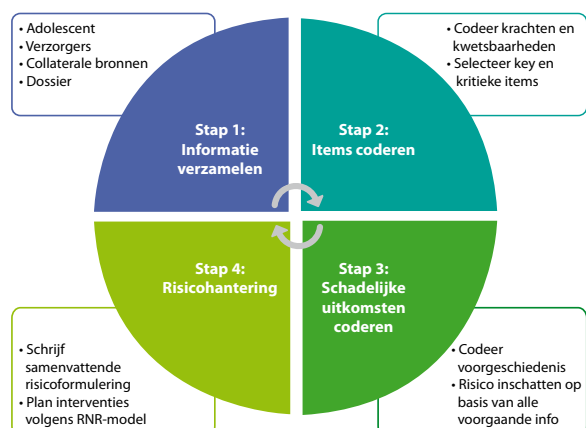 • Adolescent
• Verzorgers
• Collaterale bronnen
• Dossier
• Codeer krachten en
kwetsbaarheden
• Selecteer key en
kritieke items
Stap 1:
Informatie
verzamelen
Stap 2:
Items coderen
Stap 4:
Risicohantering
Stap 3:
Schadelijke
uitkomsten
coderen
• Schrijf
samenvattende
risicoformulering
• Plan interventies
volgens RNR-model
• Codeer
voorgeschiedenis
• Risico inschatten op
basis van alle
voorgaande info